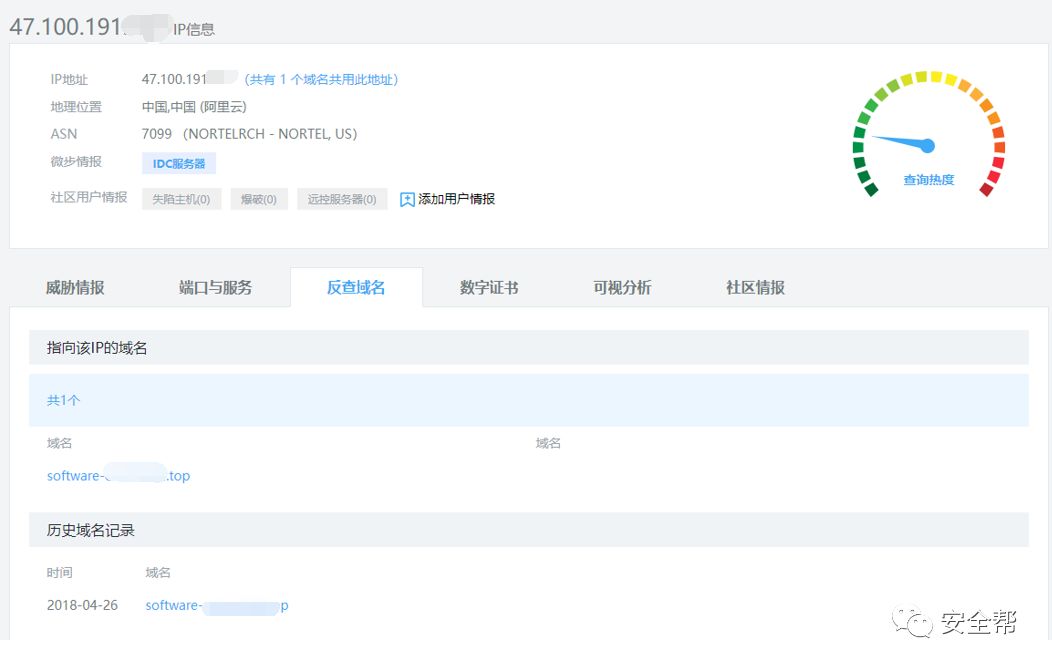 47.100.191. IP信息
IP地址 47.100.191 (共有 1 个域名共用此地址)
地理位置 中国,中国 (阿里云)
ASN 7099 (NORTELRCH - NORTEL, US)
微步情报 IDC服务器
社区用户情报 失陷主机(0) 爆破(0) 远控服务器(0) 添加用户情报
查询热度
威胁情报 端口与服务 反查域名 数字证书 可视分析 社区情报
指向该IP的域名
共1个
域名 域名
software- .top
历史域名记录
时间 域名
2018-04-26 software- p
安全帮